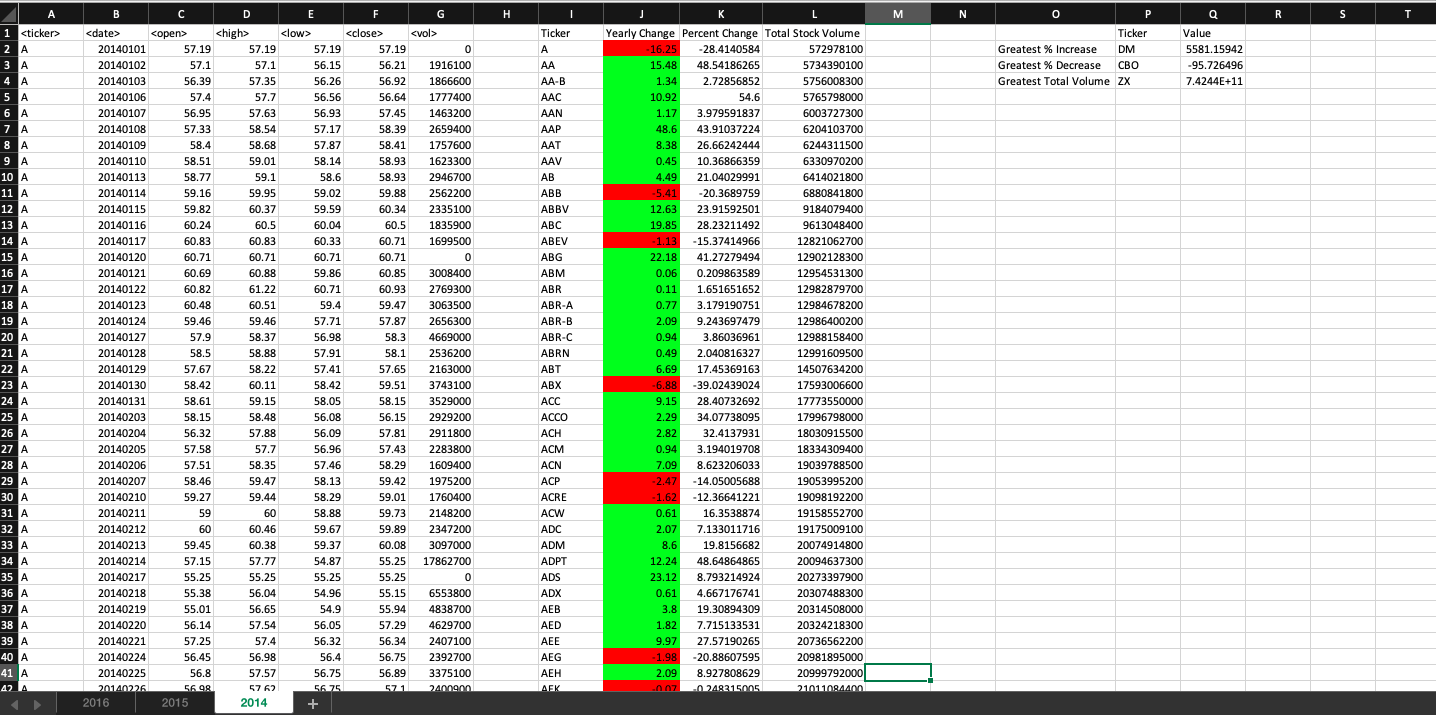 A B C D E F G H I J K L M N O P Q R S T
1 <ticker> <date> <open> <high> <low> <close> <vol> Ticker Yearly Change Percent Change Total Stock Volume Ticker Value
2 A 20140101 57.19 57.19 57.19 57.19 0 A -16.25 -28.4140584 572978100 Greatest % Increase DM 5581.15942
3 A 20140102 57.1 57.1 56.15 56.21 1916100 AA 15.48 48.54186265 5734390100 Greatest % Decrease CBO -95.726496
4 A 20140103 56.39 57.35 56.26 56.92 1866600 AA-B 1.34 2.72856852 5756008300 Greatest Total Volume ZX 7.4244E+11
5 A 20140106 57.4 57.7 56.56 56.64 1777400 AAC 10.92 54.6 5765798000
6 A 20140107 56.95 57.63 56.93 57.45 1463200 AAN 1.17 3.979591837 6003727300
7 A 20140108 57.33 58.54 57.17 58.39 2659400 AAP 48.6 43.91037224 6204103700
8 A 20140109 58.4 58.68 57.87 58.41 1757600 AAT 8.38 26.66242444 6244311500
9 A 20140110 58.51 59.01 58.14 58.93 1623300 AAV 0.45 10.36866359 6330970200
10 A 20140113 58.77 59.1 58.6 58.93 2946700 AB 4.49 21.04029991 6414021800
11 A 20140114 59.16 59.95 59.02 59.88 2562200 ABB -5.41 -20.3689759 6880841800
12 A 20140115 59.82 60.37 59.59 60.34 2335100 ABBV 12.63 23.91592501 9184079400
13 A 20140116 60.24 60.5 60.04 60.5 1835900 ABC 19.85 28.23211492 9613048400
14 A 20140117 60.83 60.83 60.33 60.71 1699500 ABEV -1.13 -15.37414966 12821062700
15 A 20140120 60.71 60.71 60.71 60.71 0 ABG 22.18 41.27279494 12902128300
16 A 20140121 60.69 60.88 59.86 60.85 3008400 ABM 0.06 0.209863589 12954531300
17 A 20140122 60.82 61.22 60.71 60.93 2769300 ABR 0.11 1.651651652 12982879700
18 A 20140123 60.48 60.51 59.4 59.47 3063500 ABR-A 0.77 3.179190751 12984678200
19 A 20140124 59.46 59.46 57.71 57.87 2656300 ABR-B 2.09 9.243697479 12986400200
20 A 20140127 57.9 58.37 56.98 58.3 4669000 ABR-C 0.94 3.86036961 12988158400
21 A 20140128 58.5 58.88 57.91 58.1 2536200 ABRN 0.49 2.040816327 12991609500
22 A 20140129 57.67 58.22 57.41 57.65 2163000 ABT 6.69 17.45369163 14507634200
23 A 20140130 58.42 60.11 58.42 59.51 3743100 ABX -6.88 -39.02439024 17593006600
24 A 20140131 58.61 59.15 58.05 58.15 3529000 ACC 9.15 28.40732692 17773550000
25 A 20140203 58.15 58.48 56.08 56.15 2929200 ACCO 2.29 34.07738095 17996798000
26 A 20140204 56.32 57.88 56.09 57.81 2911800 ACH 2.82 32.4137931 18030915500
27 A 20140205 57.58 57.7 56.96 57.43 2283800 ACM 0.94 3.194019708 18334309400
28 A 20140206 57.51 58.35 57.46 58.29 1609400 ACN 7.09 8.623206033 19039788500
29 A 20140207 58.46 59.47 58.13 59.42 1975200 ACP -2.47 -14.05005688 19053995200
30 A 20140210 59.27 59.44 58.29 59.01 1760400 ACRE -1.62 -12.36641221 19098192200
31 A 20140211 59 60 58.88 59.73 2148200 ACW 0.61 16.3538874 19158552700
32 A 20140212 60 60.46 59.67 59.89 2347200 ADC 2.07 7.133011716 19175009100
33 A 20140213 59.45 60.38 59.37 60.08 3097000 ADM 8.6 19.8156682 20074914800
34 A 20140214 57.15 57.77 54.87 55.25 17862700 ADPT 12.24 48.64864865 20094637300
35 A 20140217 55.25 55.25 55.25 55.25 0 ADS 23.12 8.793214924 20273397900
36 A 20140218 55.38 56.04 54.96 55.15 6553800 ADX 0.61 4.667176741 20307488300
37 A 20140219 55.01 56.65 54.9 55.94 4838700 AEB 3.8 19.30894309 20314508000
38 A 20140220 56.14 57.54 56.05 57.29 4629700 AED 1.82 7.715133531 20324218300
39 A 20140221 57.25 57.4 56.32 56.34 2407100 AEE 9.97 27.57190265 20736562200
40 A 20140224 56.45 56.98 56.4 56.75 2392700 AEG -1.98 -20.88607595 20981895000
41 A 20140225 56.8 57.57 56.75 56.89 3375100 AEH 2.09 8.927808629 20999792000
42 A 20140226 56.98 57.62 56.75 57.1 2400900 AEK -0.07 -0.248315005 21011084400
2016 2015 2014 +